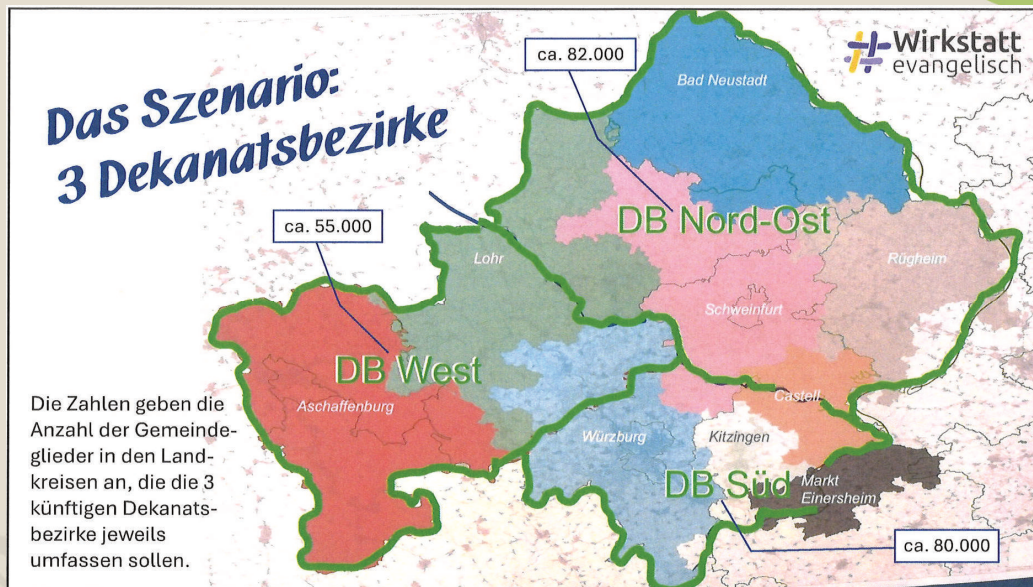 Das Szenario:
3 Dekanatsbezirke
Wirkstatt
evangelisch
ca. 82.000
Bad Neustadt
ca. 55.000
DB Nord-Ost
Lohr
Rügheim
Schweinfurt
DB West
Aschaffenburg
Castell
Würzburg
Kitzingen
DB Süd
Markt
Einersheim
ca. 80.000
Die Zahlen geben die
Anzahl der Gemeinde-
glieder in den Land-
kreisen an, die die 3
künftigen Dekanats-
bezirke jeweils
umfassen sollen.